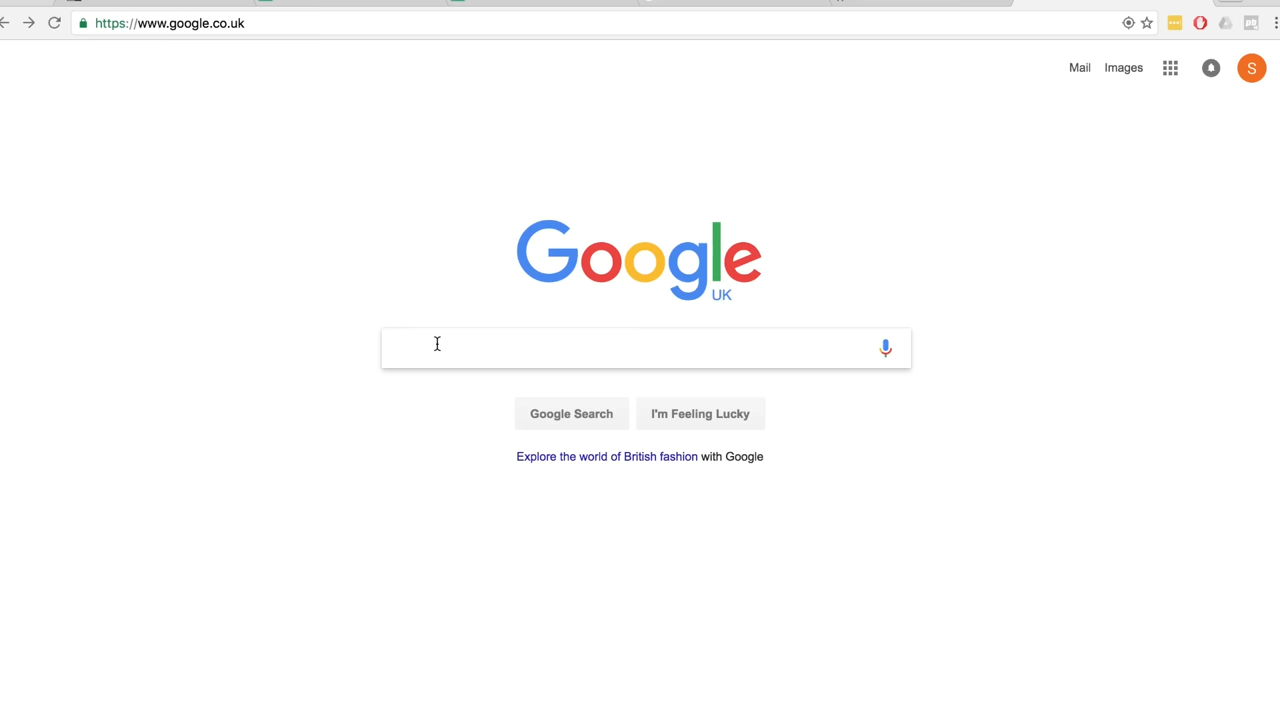 https://www.google.co.uk
pb
Mail Images S
Google
UK
Google Search I'm Feeling Lucky
Explore the world of British fashion with Google